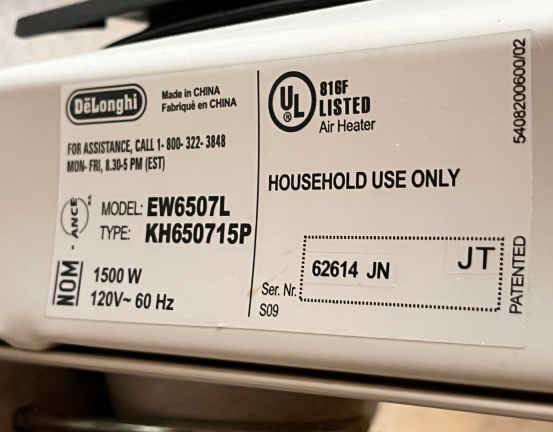 DēLonghi
Made in CHINA
Fabriqué en CHINA
FOR ASSISTANCE, CALL 1- 800- 322- 3848
MON- FRI, 8.30-5 PM (EST)
MODEL: EW6507L
TYPE: KH650715P
NOM - ANCE
1500 W
120V~ 60 Hz
UL ®
816F
LISTED
Air Heater
HOUSEHOLD USE ONLY
Ser. Nr.
62614 JN
JT
S09
5408200600/02
PATENTED